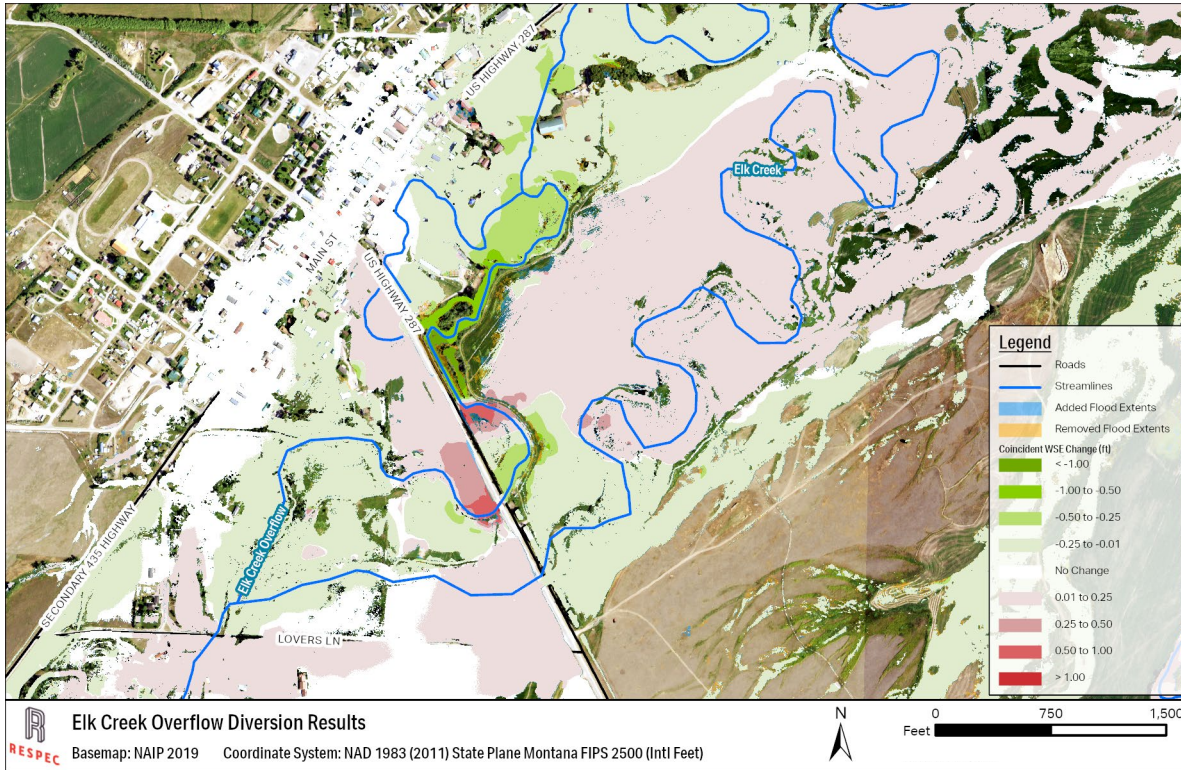 US HIGHWAY 287
Elk Creek
MAIN ST
US HIGHWAY 287
SECONDARY 435 HIGHWAY
Elk Creek Overflow
LOVERS LN
Legend
Roads
Streamlines
Added Flood Extents
Removed Flood Extents
Coincident WSE Change (ft)
< -1.00
-1.00 to -0.50
-0.50 to -0.25
-0.25 to -0.01
No Change
0.01 to 0.25
0.25 to 0.50
0.50 to 1.00
> 1.00
RESPEC
Elk Creek Overflow Diversion Results
Basemap: NAIP 2019 Coordinate System: NAD 1983 (2011) State Plane Montana FIPS 2500 (Intl Feet)
N
0 750 1,500
Feet